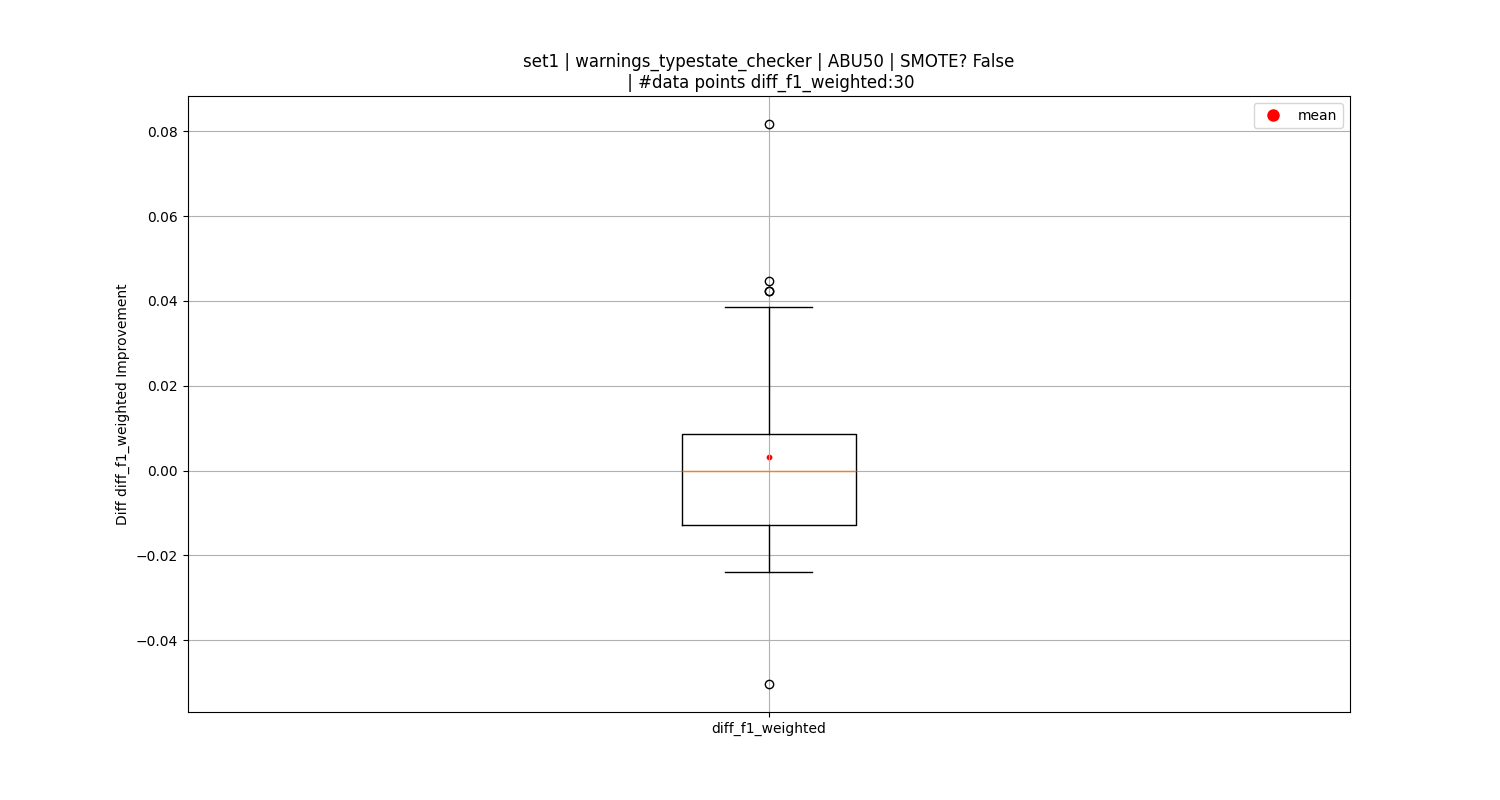 set1 | warnings_typestate_checker | ABU50 | SMOTE? False
| #data points diff_f1_weighted:30
mean
0.08
0.06
0.04
0.02
0.00
−0.02
−0.04
Diff diff_f1_weighted Improvement
diff_f1_weighted